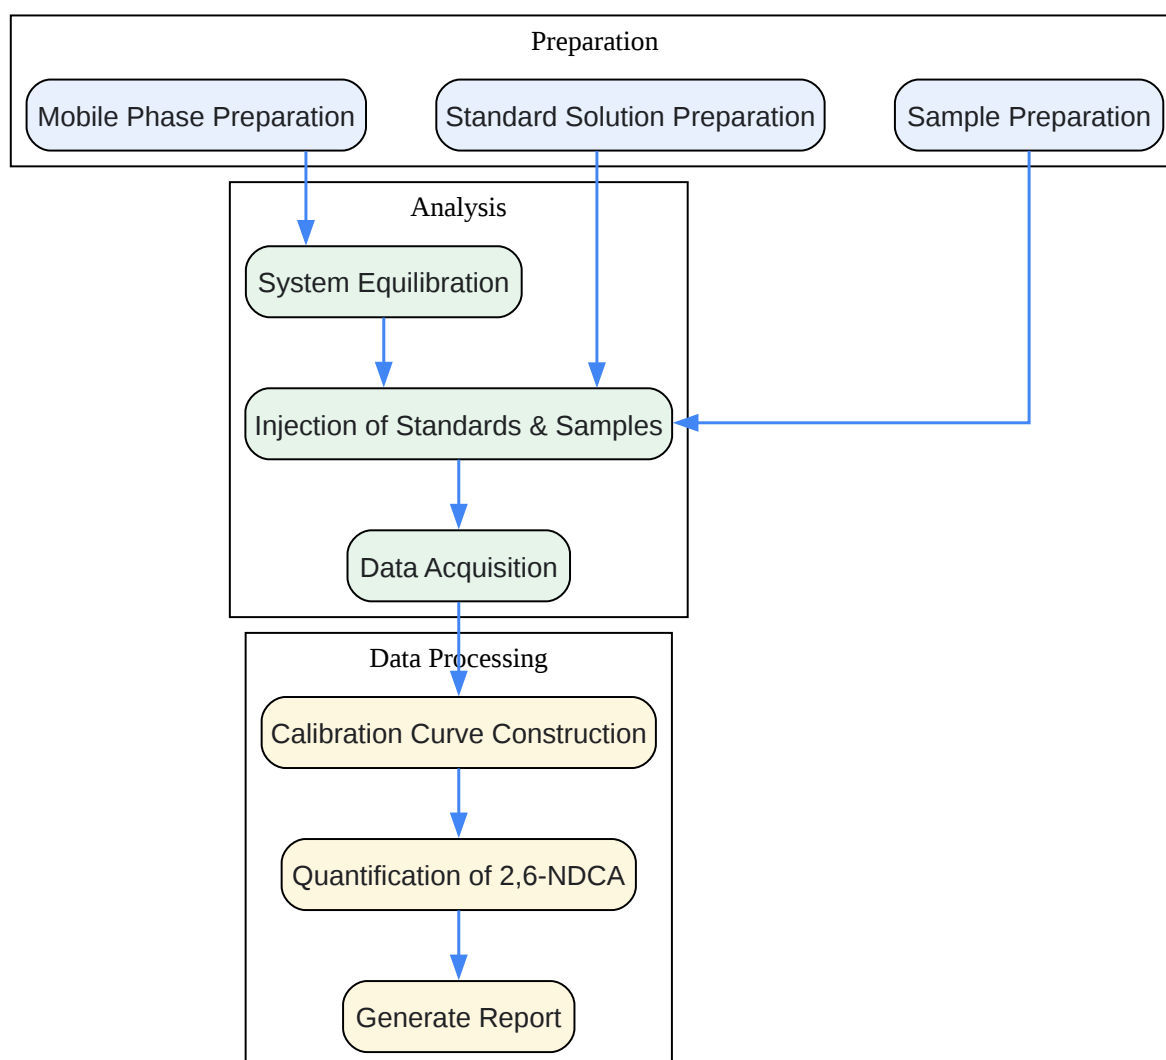 Preparation
Mobile Phase Preparation
Standard Solution Preparation
Sample Preparation
Analysis
System Equilibration
Injection of Standards & Samples
Data Acquisition
Data Processing
Calibration Curve Construction
Quantification of 2,6-NDCA
Generate Report